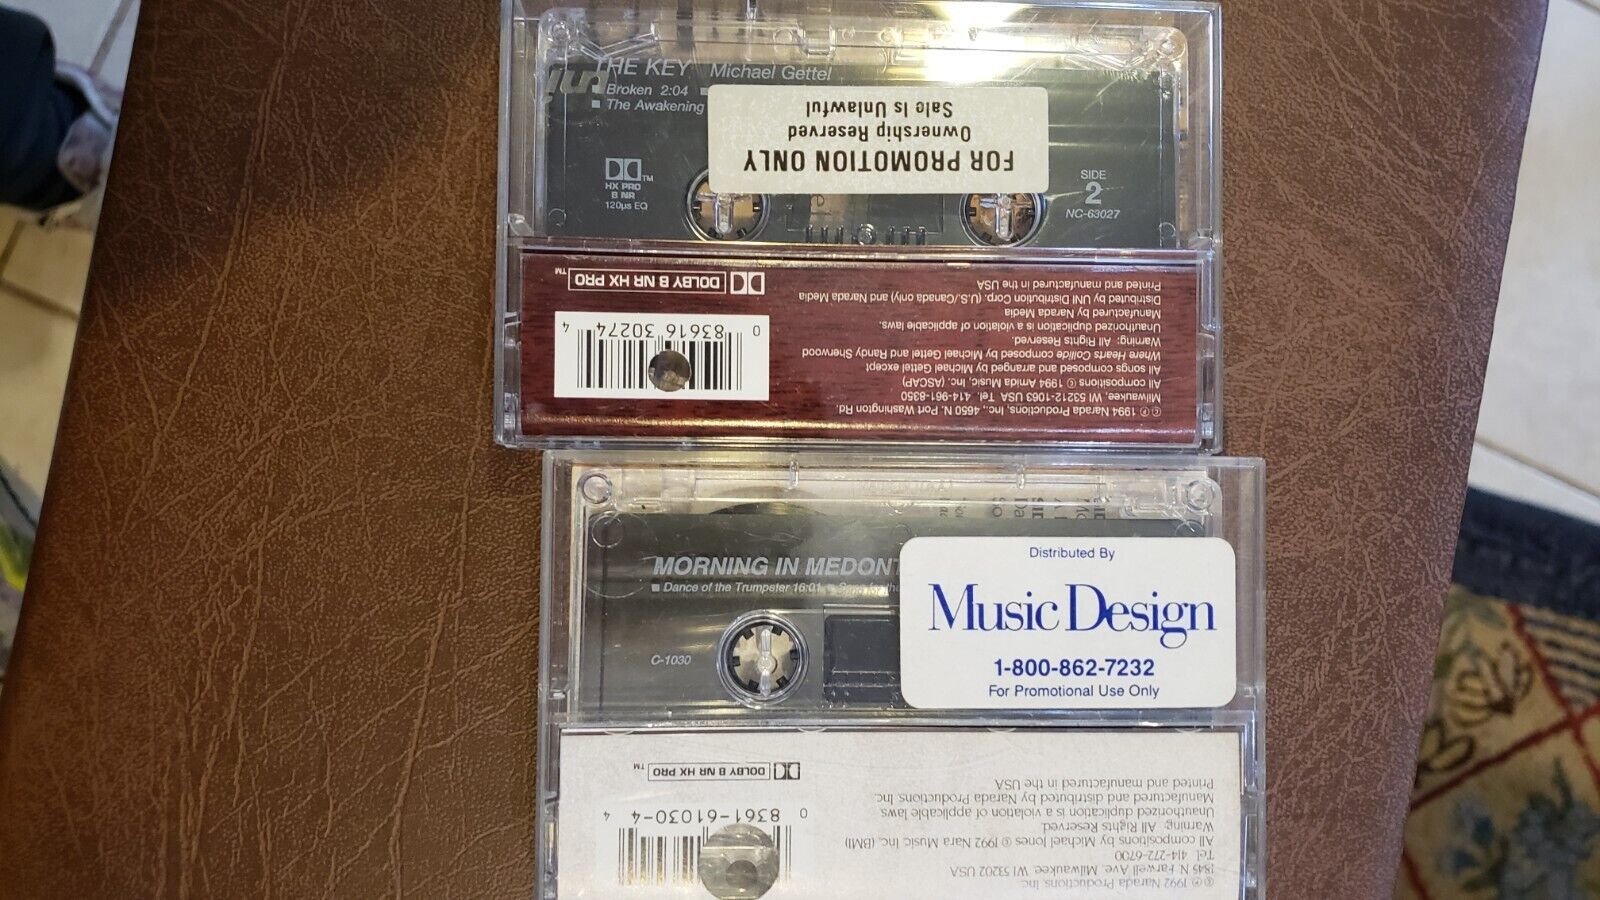 THE KEY Michael Gettel
Broken 2:04
The Awakening
FOR PROMOTION ONLY
Ownership Reserved
Sale Is Unlawful
HX PRO
B NR
120µs EQ
SIDE
2
NC-63027
℗ © 1994 Narada Productions, Inc., 4650 N. Port Washington Rd.
Milwaukee, WI 53212-1063 USA Tel. 414-961-8350
All compositions © 1994 Amida Music, Inc. (ASCAP)
All songs composed and arranged by Michael Gettel except
Where Hearts Collide composed by Michael Gettel and Randy Sherwood
Warning: All Rights Reserved.
Unauthorized duplication is a violation of applicable laws.
Manufactured by Narada Media
Distributed by UNI Distribution Corp. (U.S./Canada only) and Narada Media
Printed and manufactured in the USA
0 83616 30274 4
DOLBY B NR HX PRO ™
MORNING IN MEDONT
Dance of the Trumpster 16:01 Song for the
C-1030
Distributed By
Music Design
1-800-862-7232
For Promotional Use Only
© ℗ 1992 Narada Productions, Inc.
1845 N. Farwell Ave. Milwaukee, WI 53202 USA
Tel. 414-272-6700
All compositions by Michael Jones © 1992 Nara Music, Inc. (BMI)
Warning: All Rights Reserved.
Unauthorized duplication is a violation of applicable laws.
Manufactured and distributed by Narada Productions, Inc.
Printed and manufactured in the USA
0 8361-61030-4 4
DOLBY B NR HX PRO ™